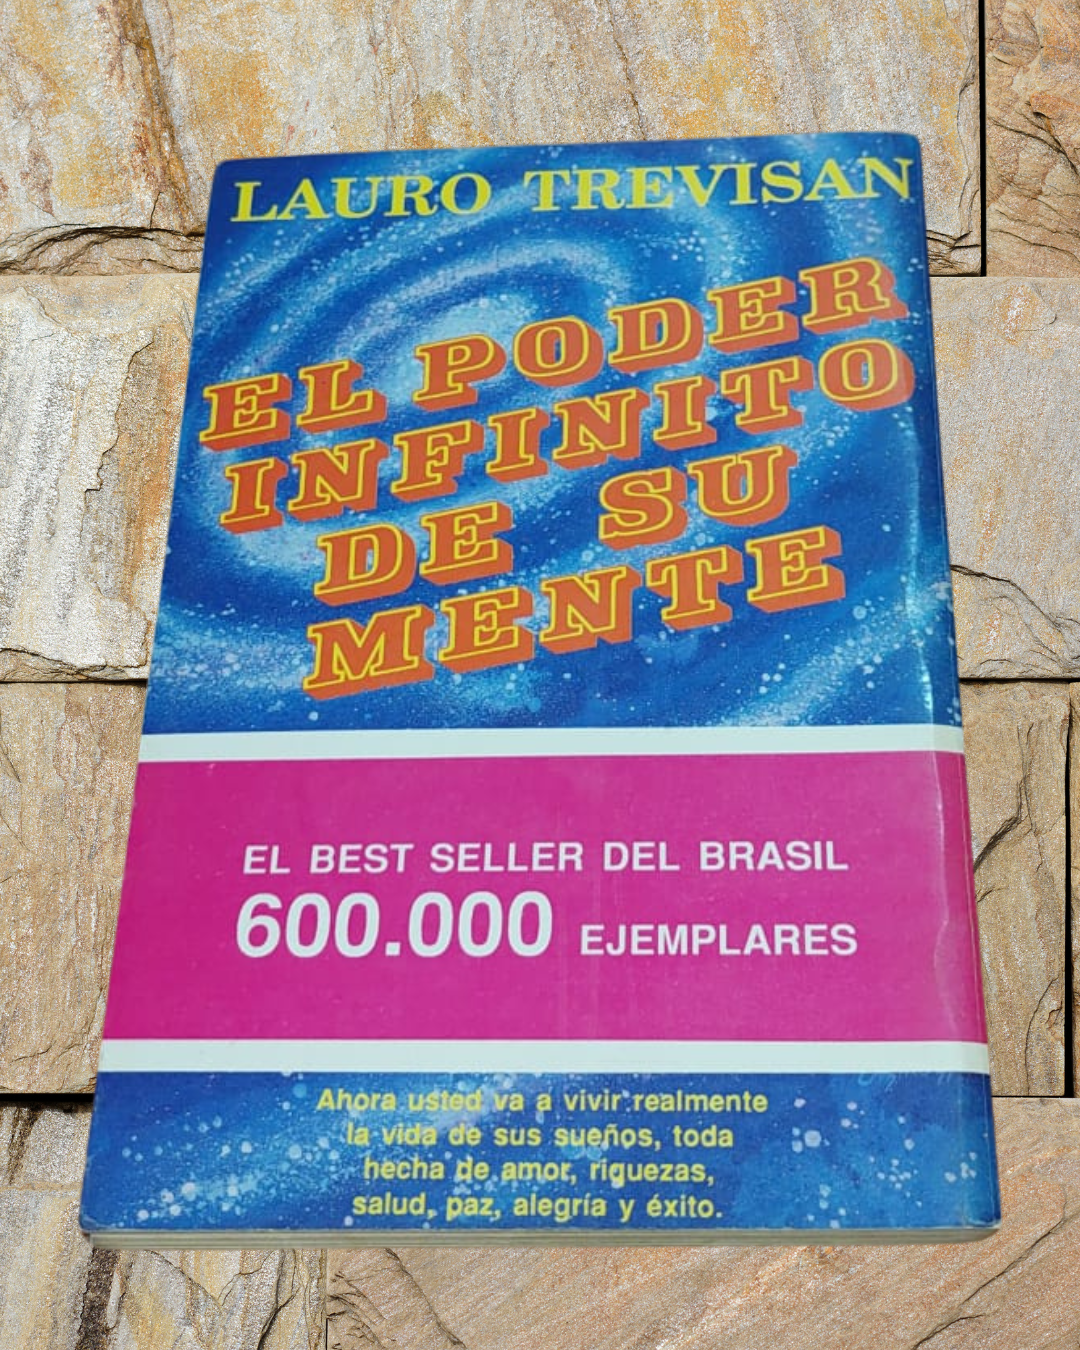 LAURO TREVISAN
EL PODER
INFINITO
DE SU
MENTE
EL BEST SELLER DEL BRASIL
600.000 EJEMPLARES
Ahora usted va a vivir realmente
la vida de sus sueños, toda
hecha de amor, riquezas,
salud, paz, alegría y éxito.